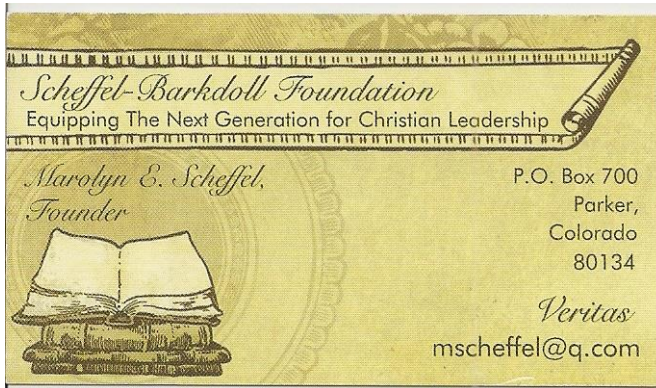 Scheffel-Barkdoll Foundation
Equipping The Next Generation for Christian Leadership
Marolyn E. Scheffel,
Founder
P.O. Box 700
Parker,
Colorado
80134
Veritas
mscheffel@q.com